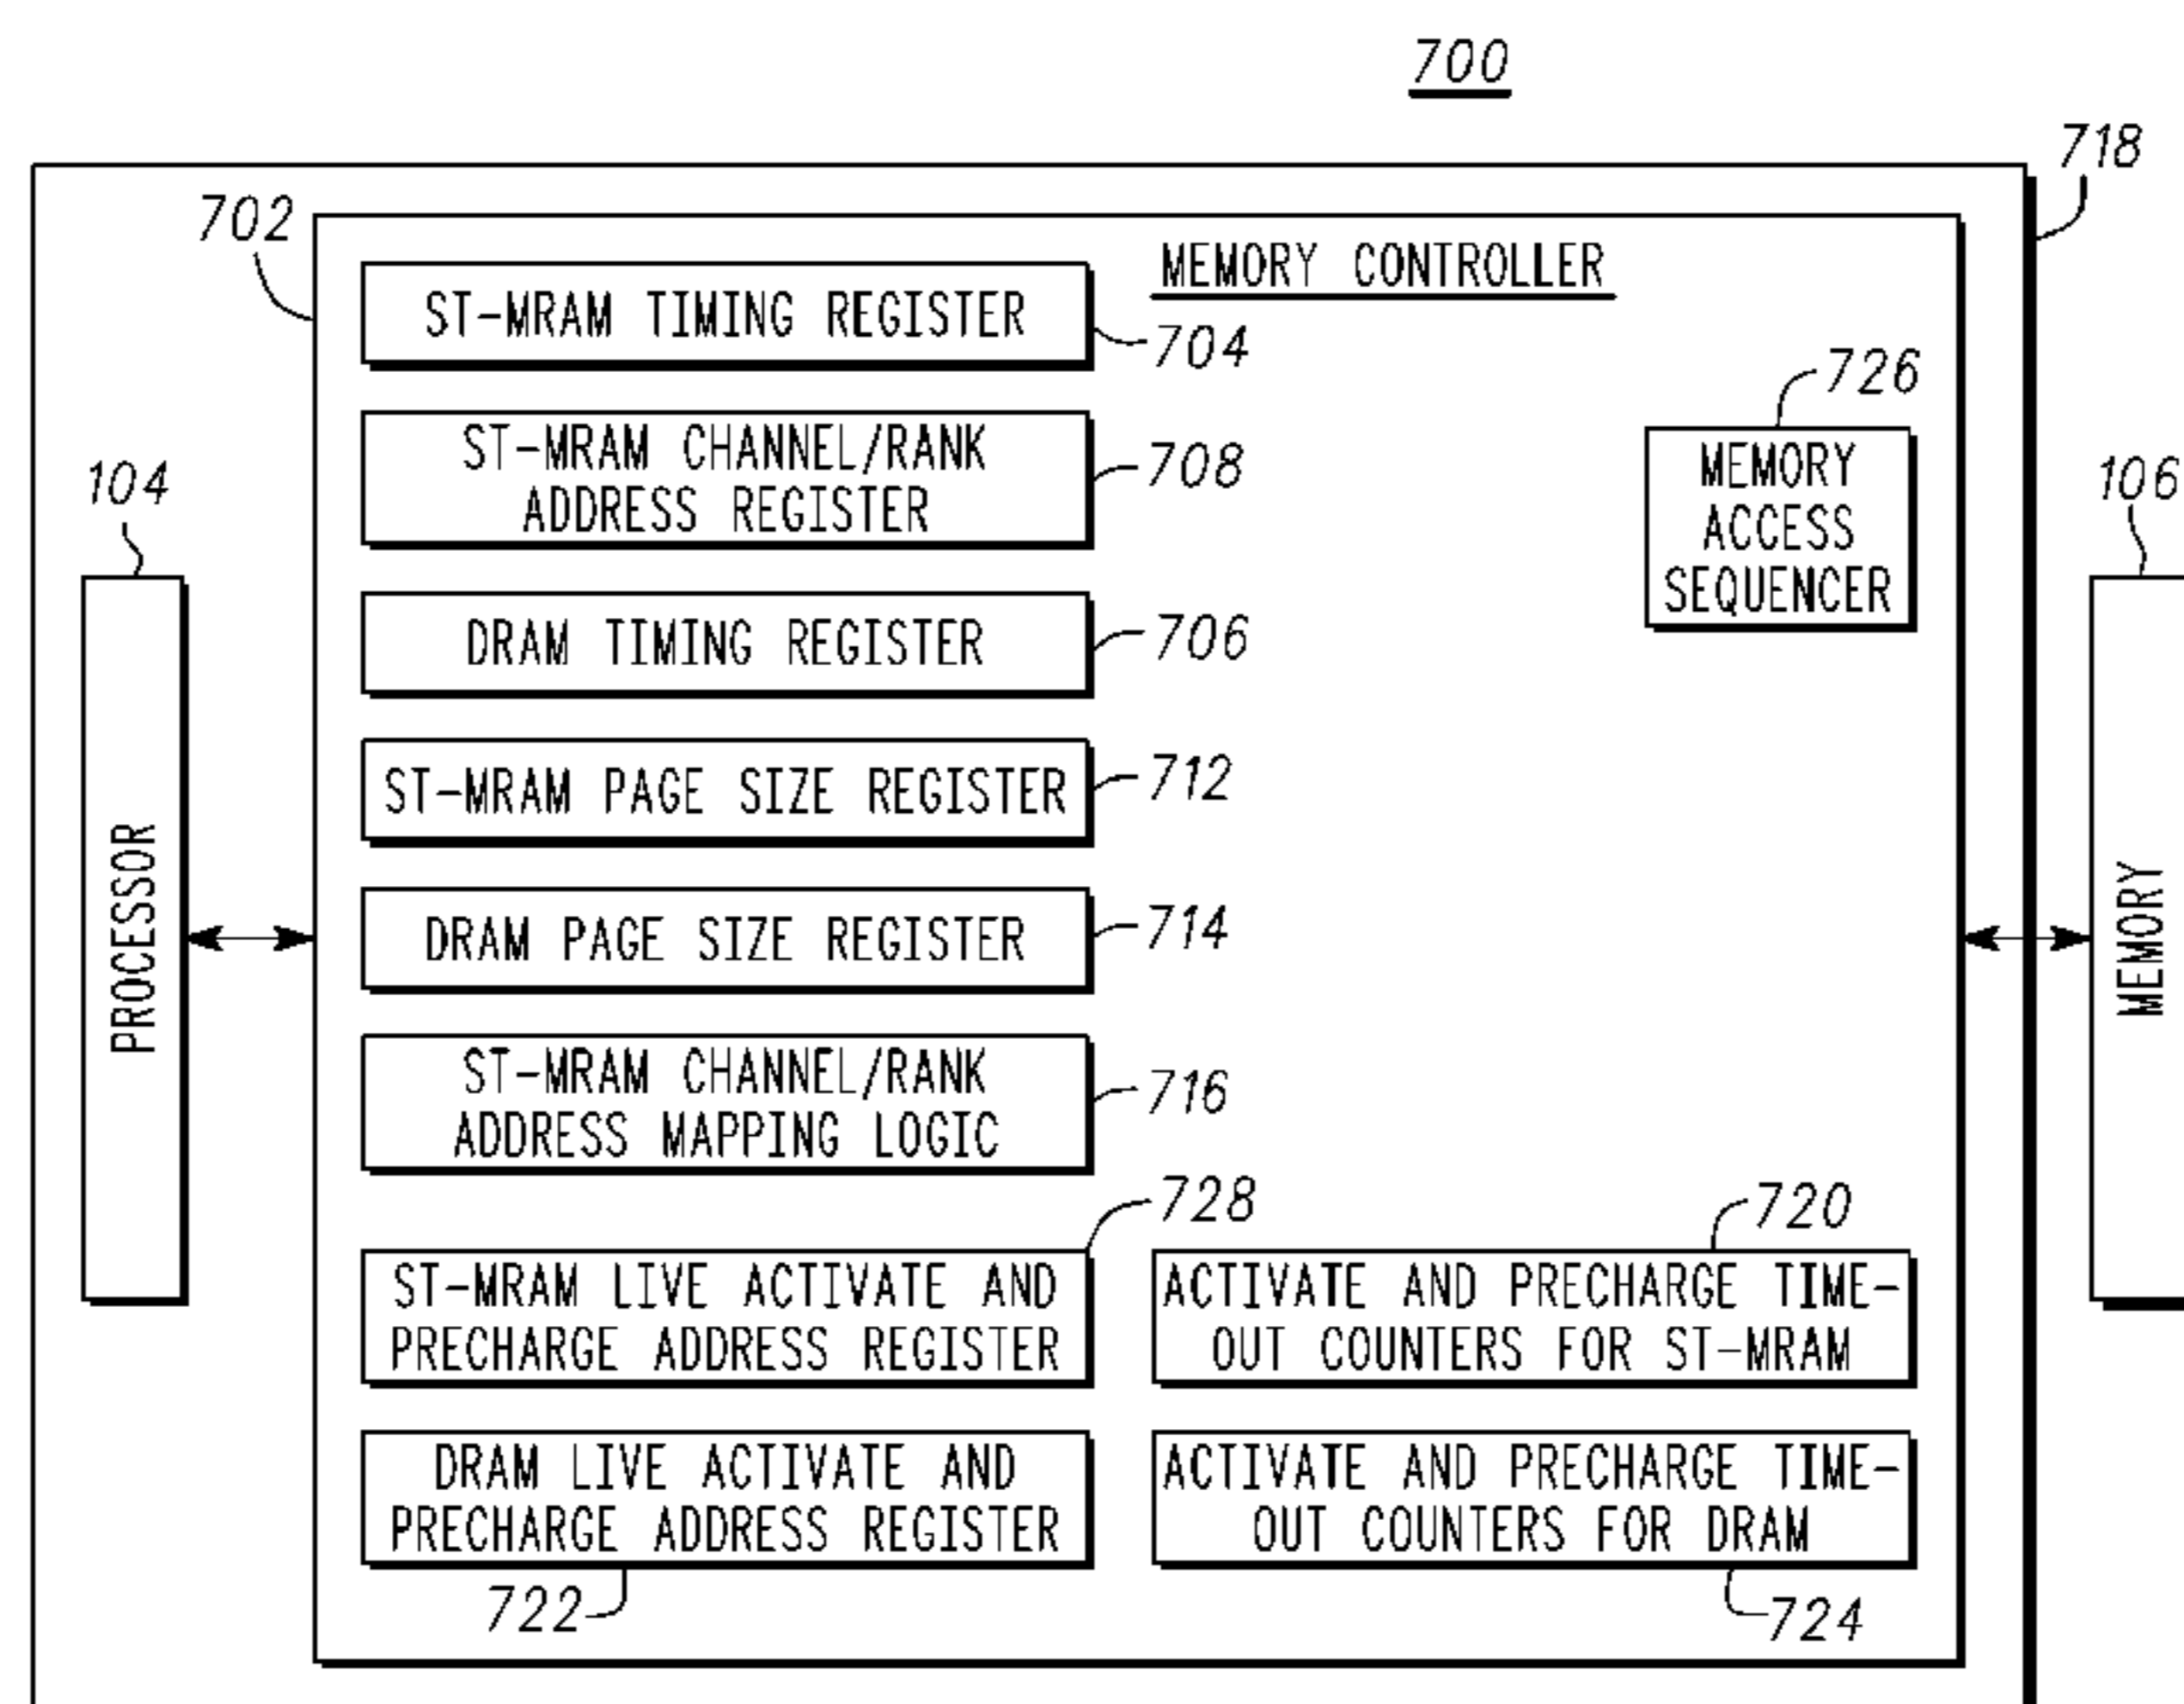 700
718
702
MEMORY CONTROLLER
ST-MRAM TIMING REGISTER
704
726
ST-MRAM CHANNEL/RANK
ADDRESS REGISTER
708
MEMORY
ACCESS
SEQUENCER
104
106
DRAM TIMING REGISTER
706
ST-MRAM PAGE SIZE REGISTER
712
PROCESSOR
MEMORY
DRAM PAGE SIZE REGISTER
714
ST-MRAM CHANNEL/RANK
ADDRESS MAPPING LOGIC
716
728
720
ST-MRAM LIVE ACTIVATE AND
PRECHARGE ADDRESS REGISTER
ACTIVATE AND PRECHARGE TIME-
OUT COUNTERS FOR ST-MRAM
DRAM LIVE ACTIVATE AND
PRECHARGE ADDRESS REGISTER
ACTIVATE AND PRECHARGE TIME-
OUT COUNTERS FOR DRAM
722
724